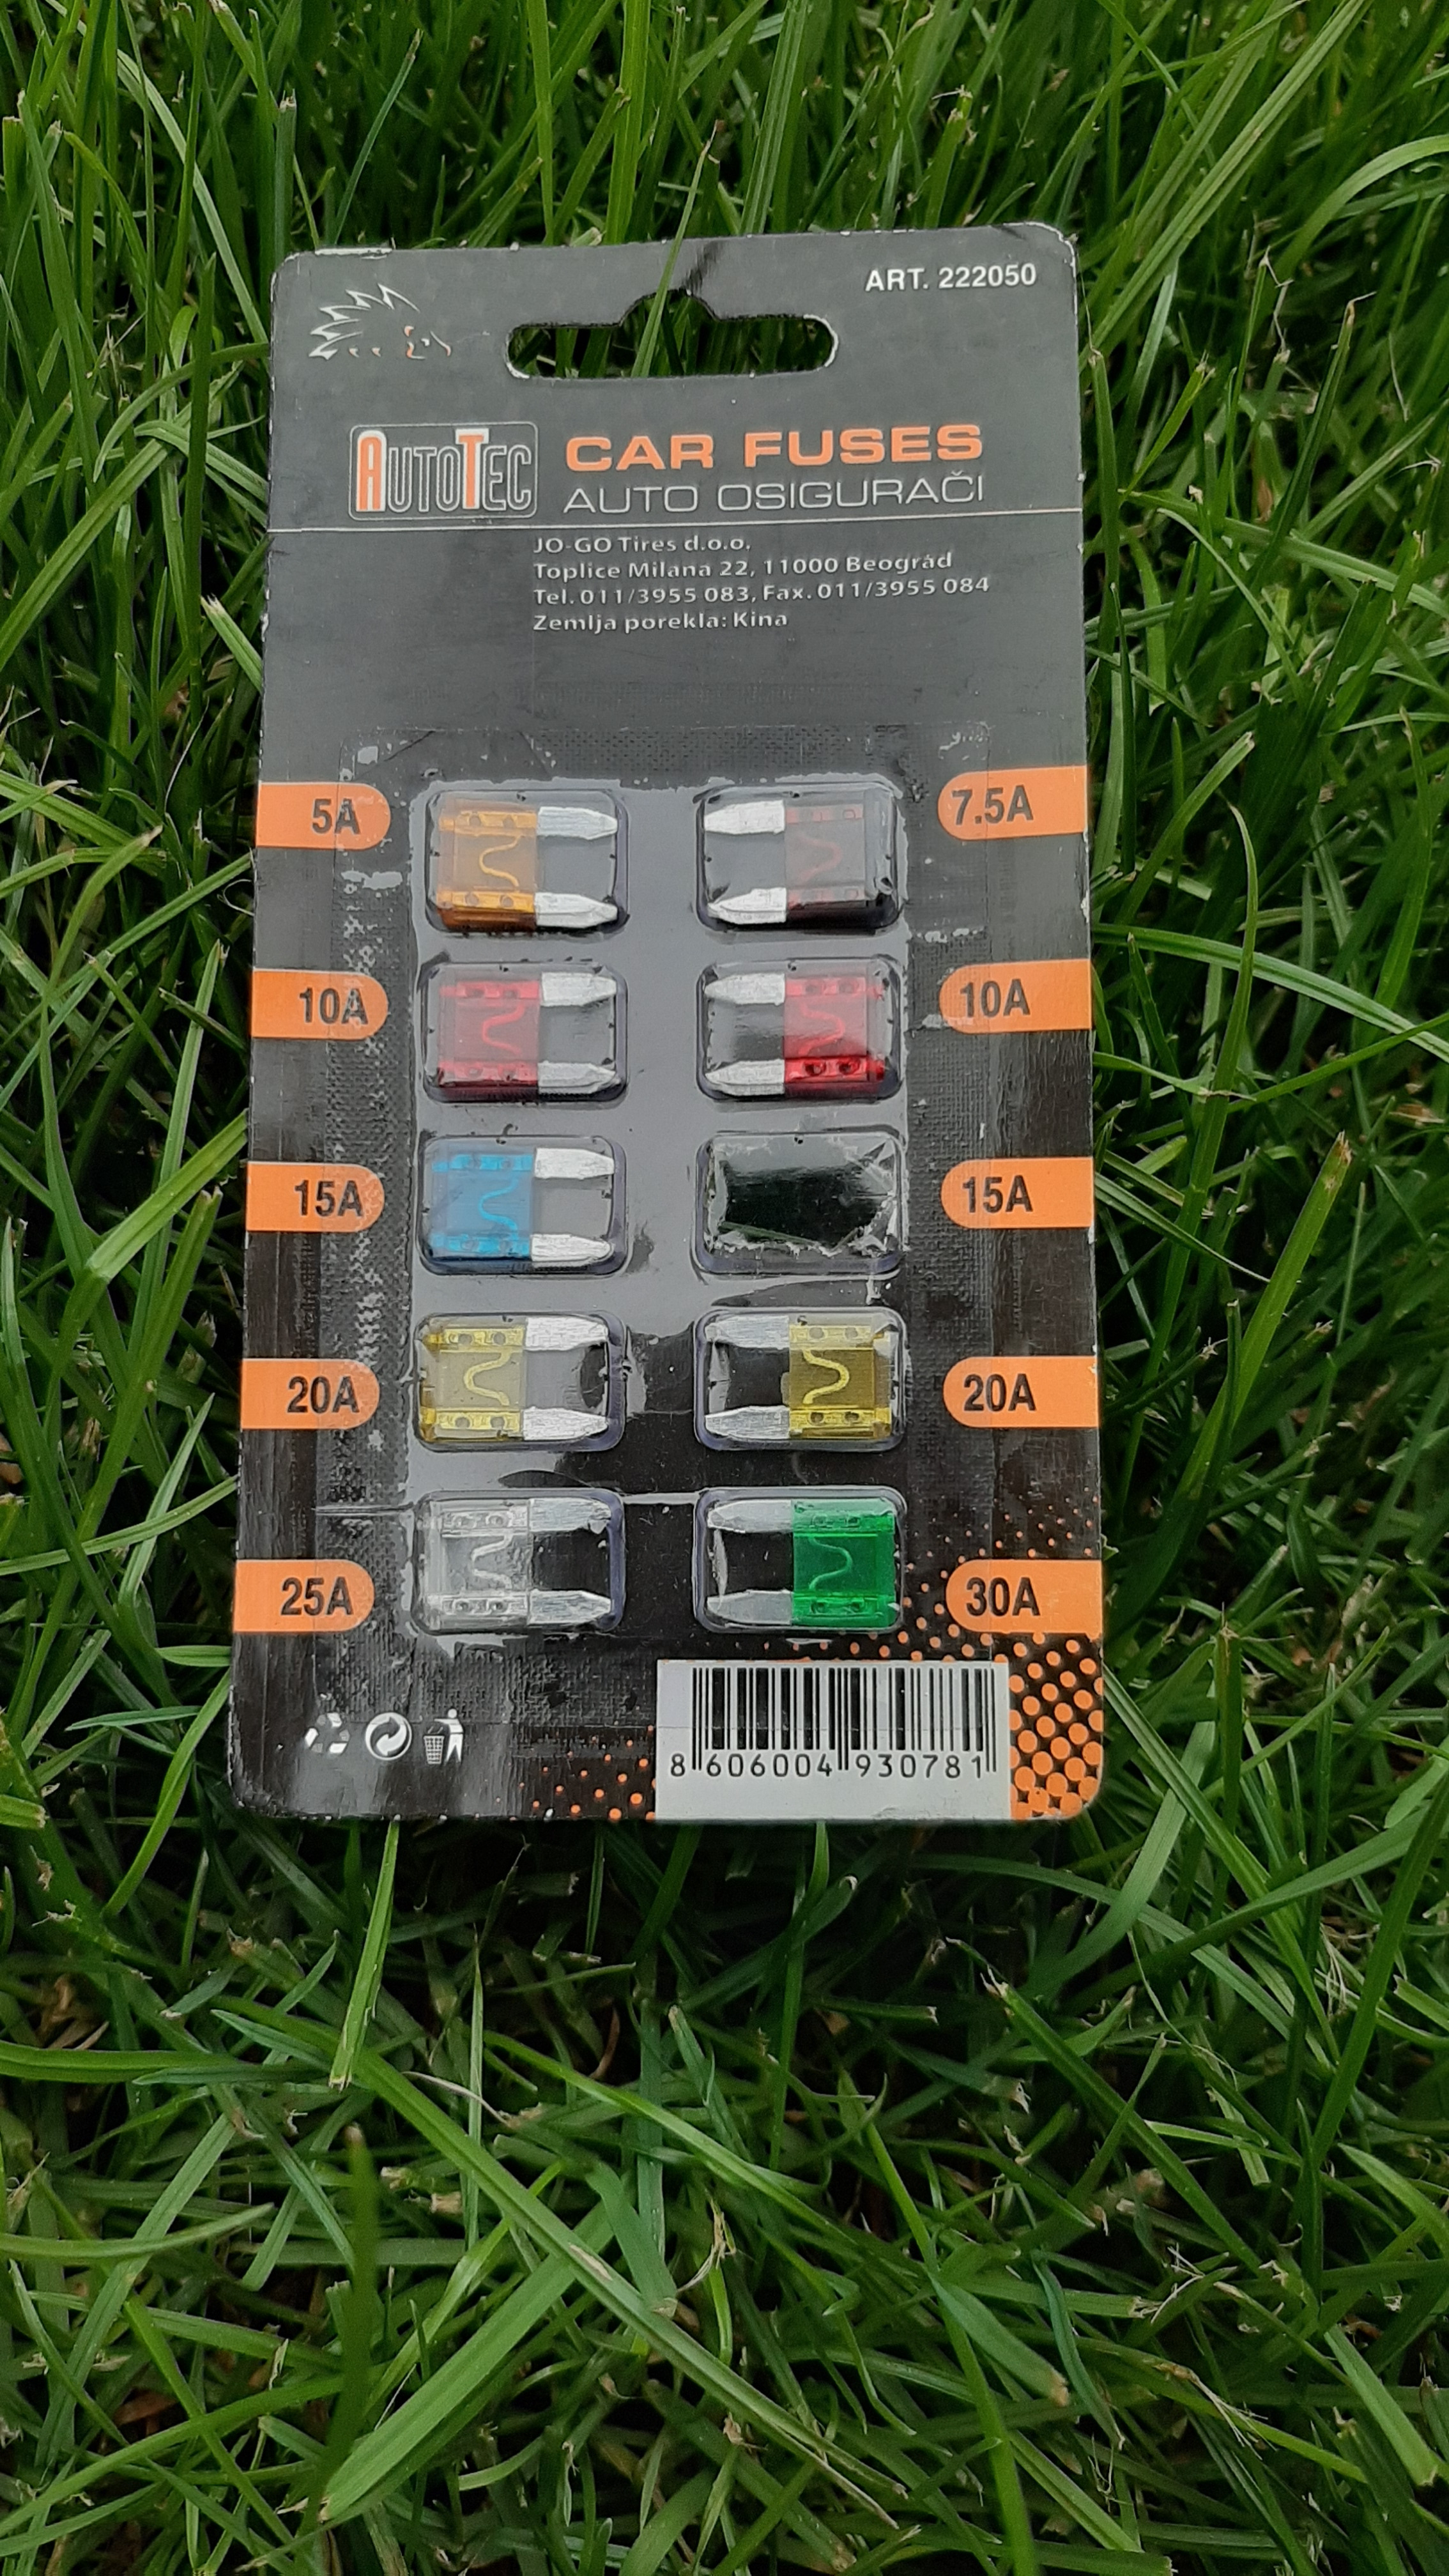 ART. 222050
AUTOTEC
CAR FUSES
AUTO OSIGURAČI
JO-GO Tires d.o.o.
Toplice Milana 22, 11000 Beograd
Tel. 011/3955 083, Fax. 011/3955 084
Zemlja porekla: Kina
5A 7.5A
10A 10A
15A 15A
20A 20A
25A 30A
8 606004 930781